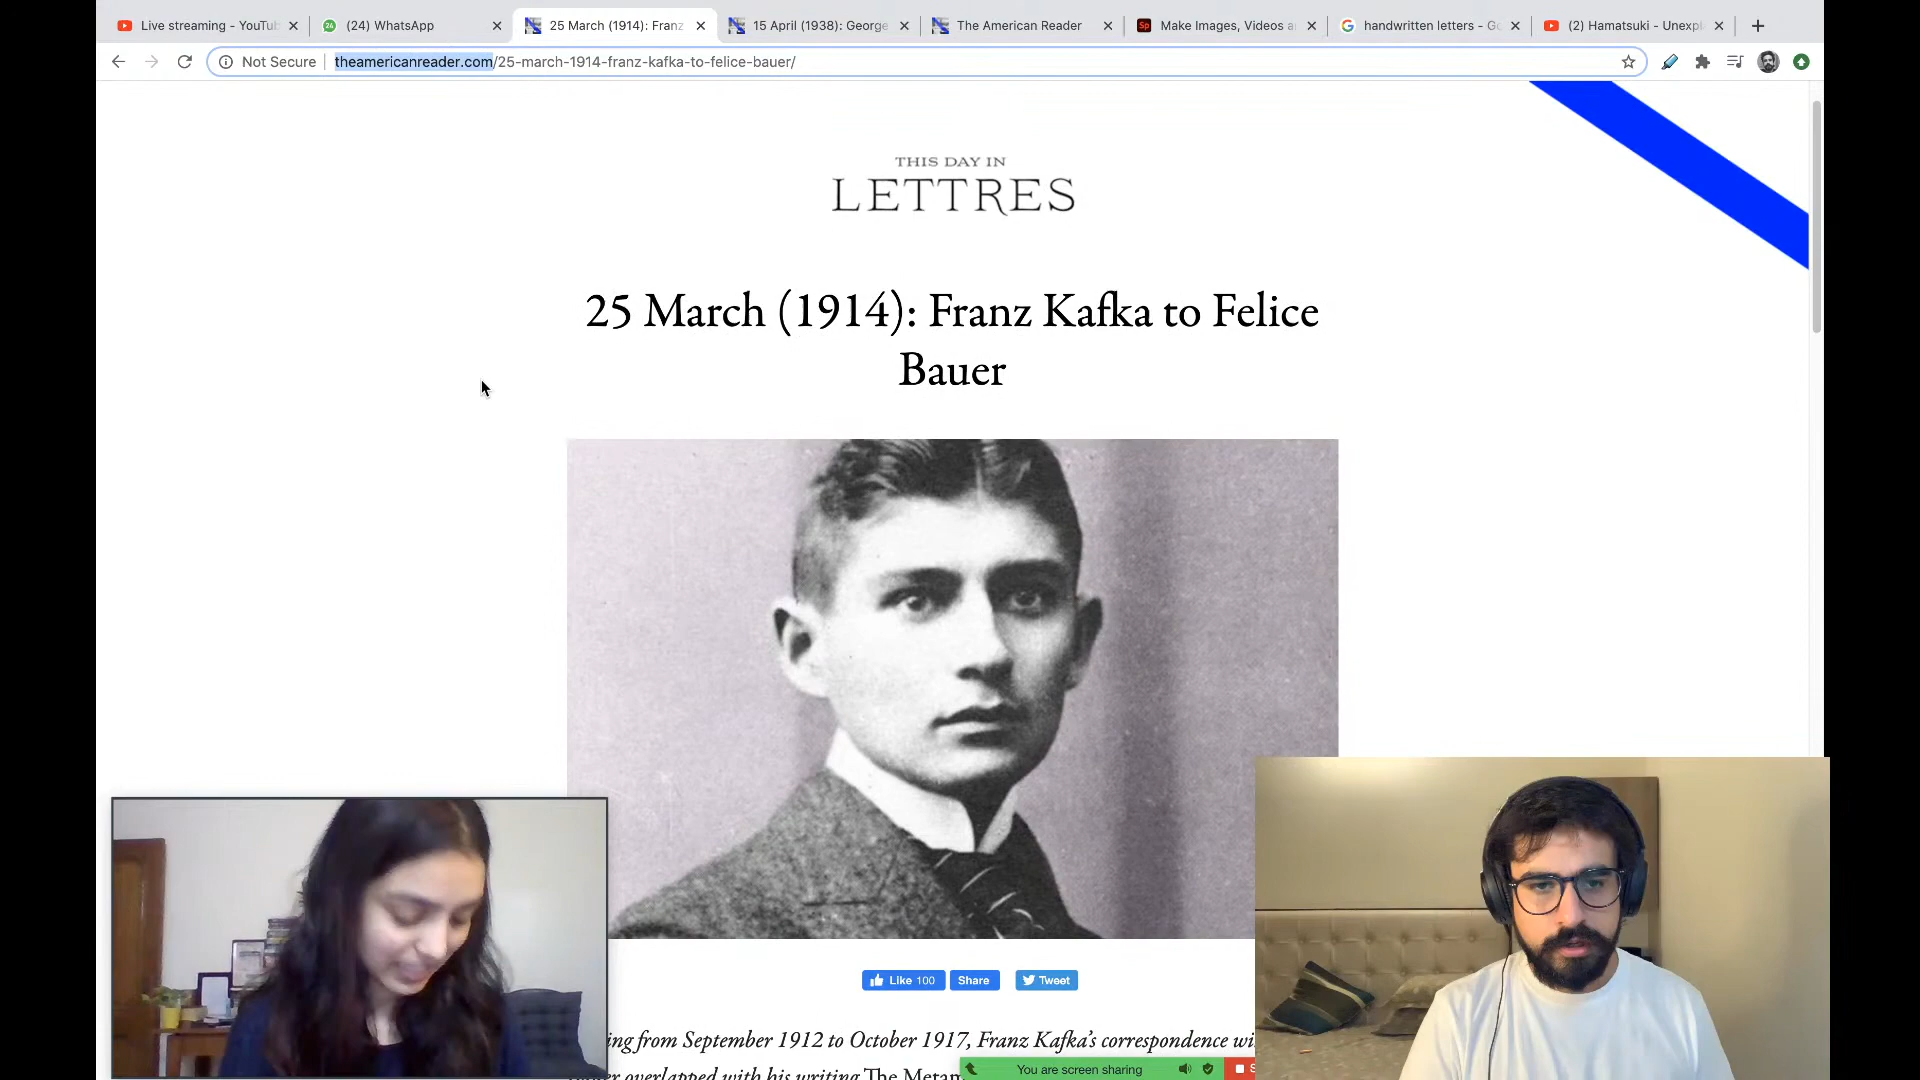 Live streaming - YouTu
(24) WhatsApp
25 March (1914): Franz
15 April (1938): George
The American Reader
Make Images, Videos a
handwritten letters - Go
(2) Hamatsuki - Unexpl
Not Secure
theamericanreader.com/25-march-1914-franz-kafka-to-felice-bauer/
THIS DAY IN
LETTRES
25 March (1914): Franz Kafka to Felice
Bauer
Like 100
Share
Tweet
ing from September 1912 to October 1917, Franz Kafka's correspondence wi
overlapped with his writing The Metam
You are screen sharing
S